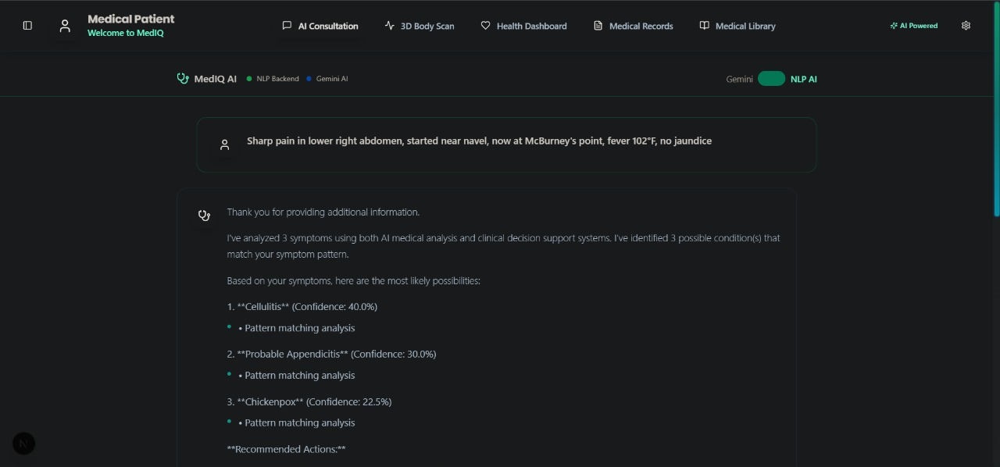 Medical Patient
Welcome to MedIQ
AI Consultation
3D Body Scan
Health Dashboard
Medical Records
Medical Library
AI Powered
MedIQ AI
NLP Backend
Gemini AI
Gemini
NLP AI
Sharp pain in lower right abdomen, started near navel, now at McBurney's point, fever 102°F, no jaundice
Thank you for providing additional information.
I've analyzed 3 symptoms using both AI medical analysis and clinical decision support systems. I've identified 3 possible condition(s) that
match your symptom pattern.
Based on your symptoms, here are the most likely possibilities:
1. **Cellulitis** (Confidence: 40.0%)
• • Pattern matching analysis
2. **Probable Appendicitis** (Confidence: 30.0%)
• • Pattern matching analysis
3. **Chickenpox** (Confidence: 22.5%)
• • Pattern matching analysis
**Recommended Actions:**
N